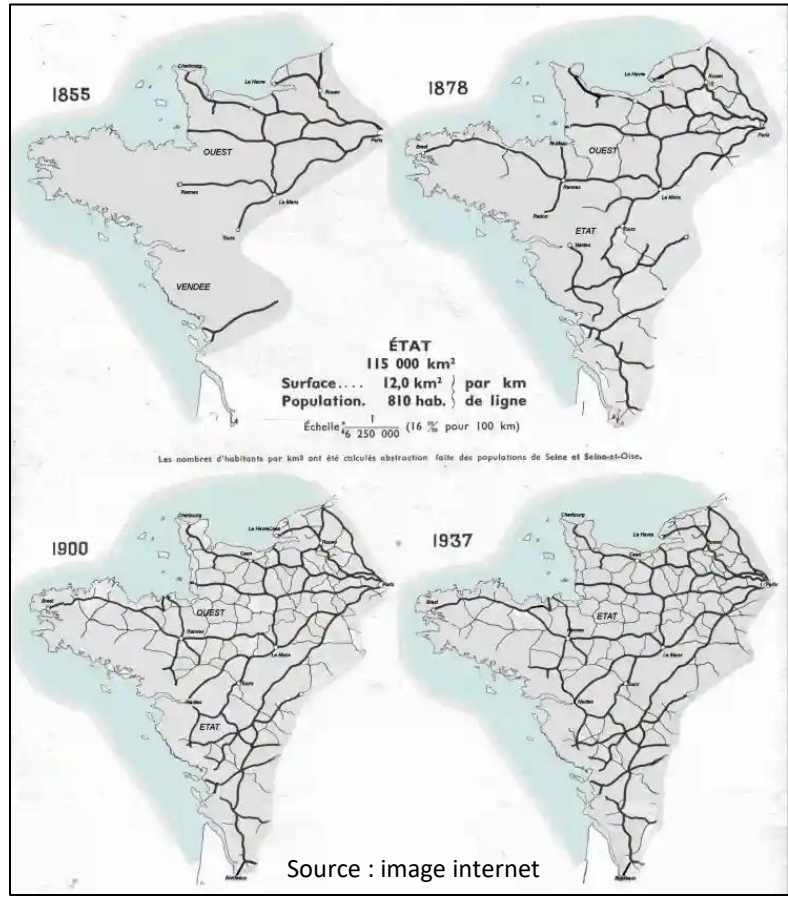 1855
Cherbourg
Le Havre
Rouen
Paris
OUEST
Rennes
Le Mans
Tours
VENDEE
1878
Le Havre
Rouen
Paris
Brest
St-Malo
OUEST
Rennes
Le Mans
Redon
ETAT
Nantes
Tours
ÉTAT
115 000 km²
Surface.... 12,0 km² } par km
Population. 810 hab. } de ligne
Échelle 1/6 250 000 (16 % pour 100 km)
Les nombres d'habitants par km² ont été calculés abstraction faite des populations de Seine et Seine-et-Oise.
1900
Cherbourg
Le Havre
Caen
Rouen
Paris
Brest
OUEST
Rennes
Le Mans
Tours
Nantes
ETAT
Bordeaux
1937
Cherbourg
Le Havre
Caen
Rouen
Paris
Brest
ETAT
Rennes
Le Mans
Tours
Nantes
Bordeaux
Source : image internet